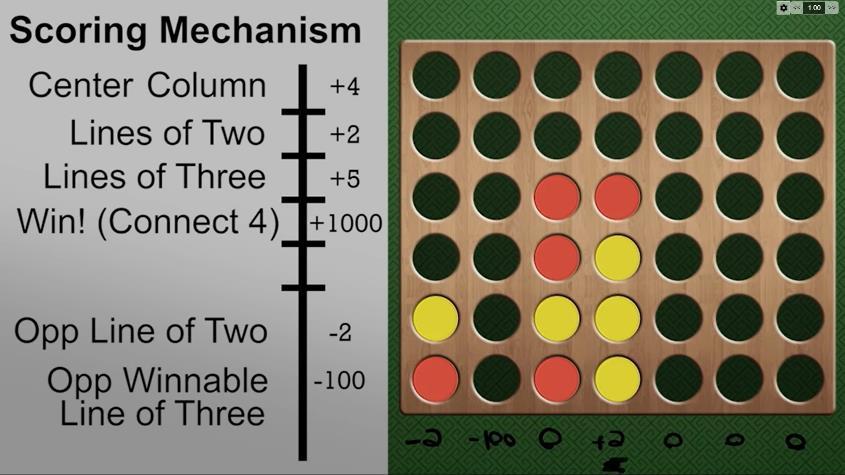 Scoring Mechanism
Center Column +4
Lines of Two +2
Lines of Three +5
Win! (Connect 4) +1000
Opp Line of Two -2
Opp Winnable -100
Line of Three
<< 1.00 >>
-2 -100 0 +2 0 0 0